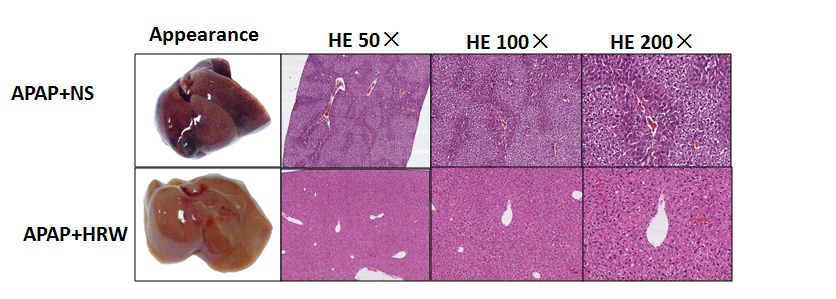 Appearance
HE 50×
HE 100×
HE 200×
APAP+NS
APAP+HRW